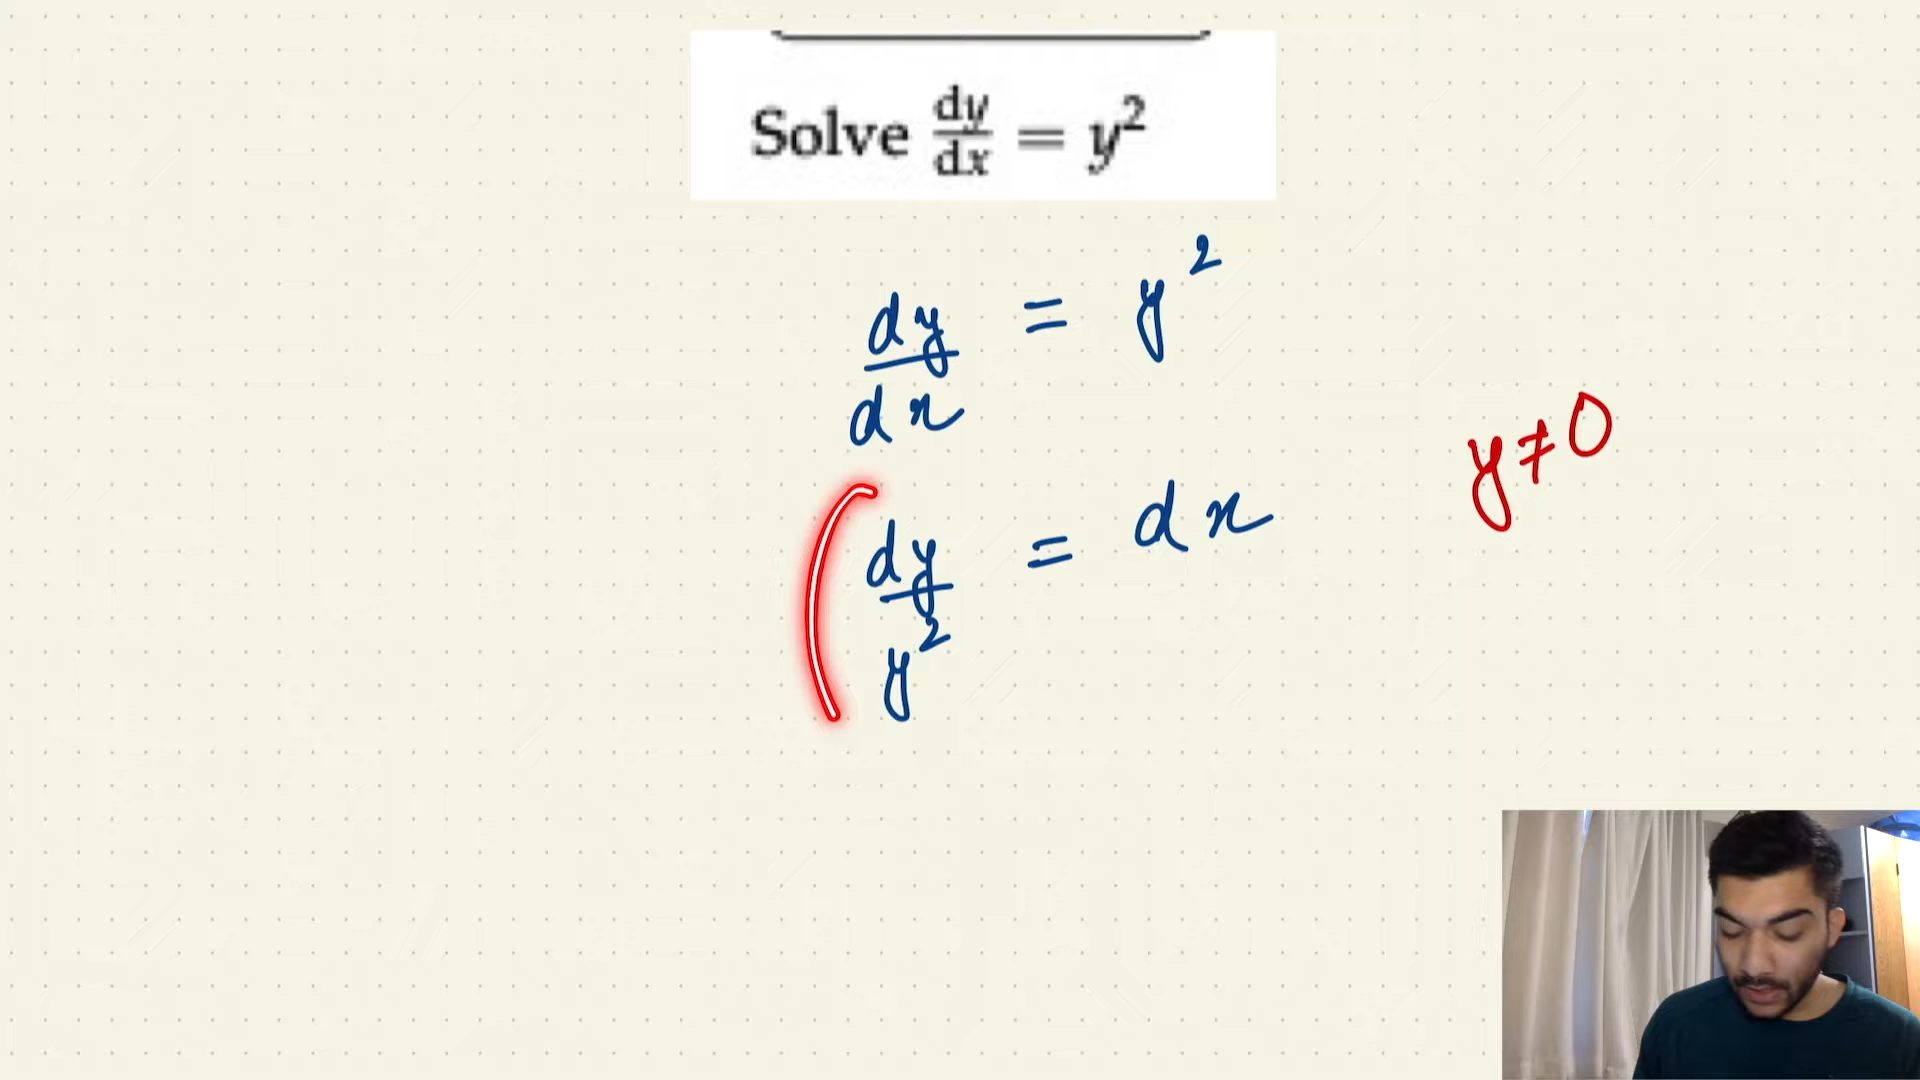 Solve dy/dx = y²
dy/dx = y²
y ≠ 0
dy/y² = dx